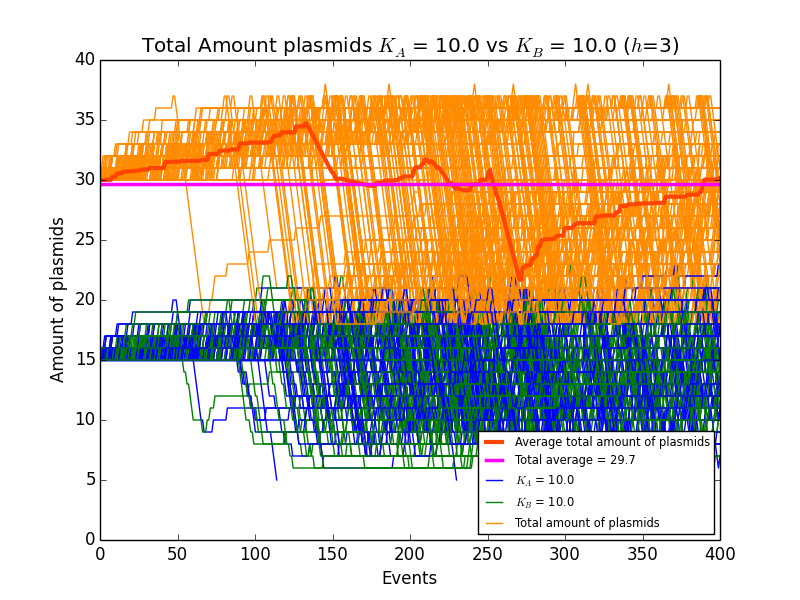 Total Amount plasmids K_A = 10.0 vs K_B = 10.0 (h=3)
Amount of plasmids
40
35
30
25
20
15
10
5
0
Average total amount of plasmids
Total average = 29.7
K_A = 10.0
K_B = 10.0
Total amount of plasmids
0 50 100 150 200 250 300 350 400
Events